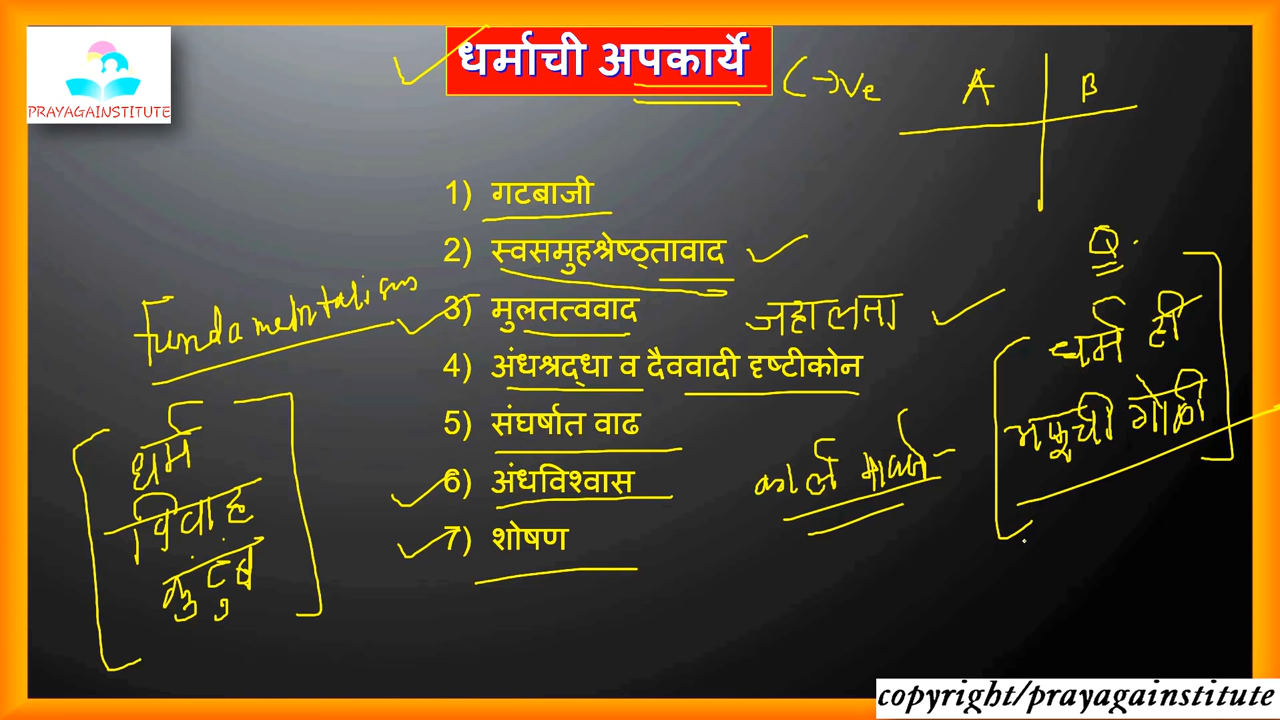 धर्माची अपकार्ये
(-)ve
A
B
PRAYAGAINSTITUTE
1) गटबाजी
2) स्वसमुहश्रेष्ठ्तावाद
Q.
Fundamentalism
3) मुलतत्ववाद
जहालता
धर्म ही
4) अंधश्रद्धा व दैववादी दृष्टीकोन
अफूची गोळी
5) संघर्षात वाढ
धर्म
विवाह
कुटुंब
6) अंधविश्वास
कार्ल मार्क्स
7) शोषण
copyright/prayagainstitute